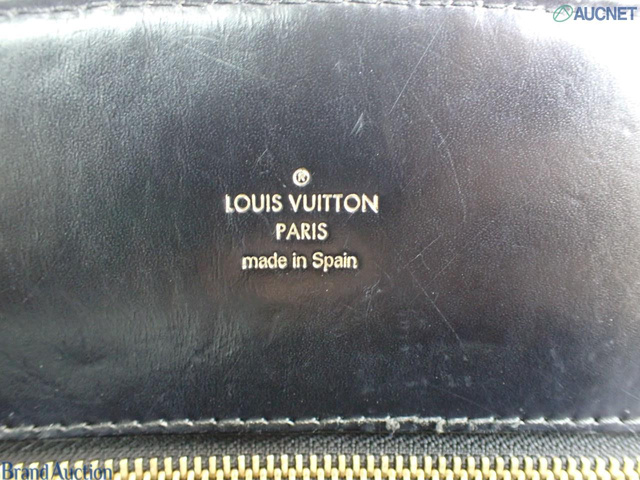 AUCNET
®
LOUIS VUITTON
PARIS
made in Spain
Brand Auction